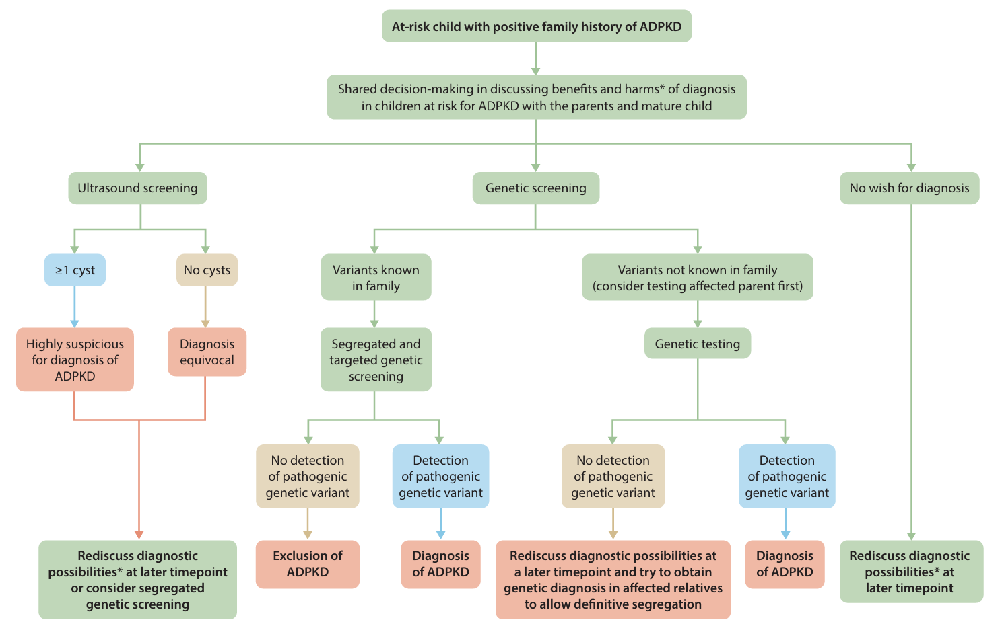 At-risk child with positive family history of ADPKD
Shared decision-making in discussing benefits and harms* of diagnosis
in children at risk for ADPKD with the parents and mature child
Ultrasound screening
Genetic screening
No wish for diagnosis
≥1 cyst
No cysts
Variants known
in family
Variants not known in family
(consider testing affected parent first)
Highly suspicious
for diagnosis of
ADPKD
Diagnosis
equivocal
Segregated and
targeted genetic
screening
Genetic testing
No detection
of pathogenic
genetic variant
Detection
of pathogenic
genetic variant
No detection
of pathogenic
genetic variant
Detection
of pathogenic
genetic variant
Rediscuss diagnostic
possibilities* at later timepoint
or consider segregated
genetic screening
Exclusion of
ADPKD
Diagnosis
of ADPKD
Rediscuss diagnostic possibilities at
a later timepoint and try to obtain
genetic diagnosis in affected relatives
to allow definitive segregation
Diagnosis
of ADPKD
Rediscuss diagnostic
possibilities* at
later timepoint